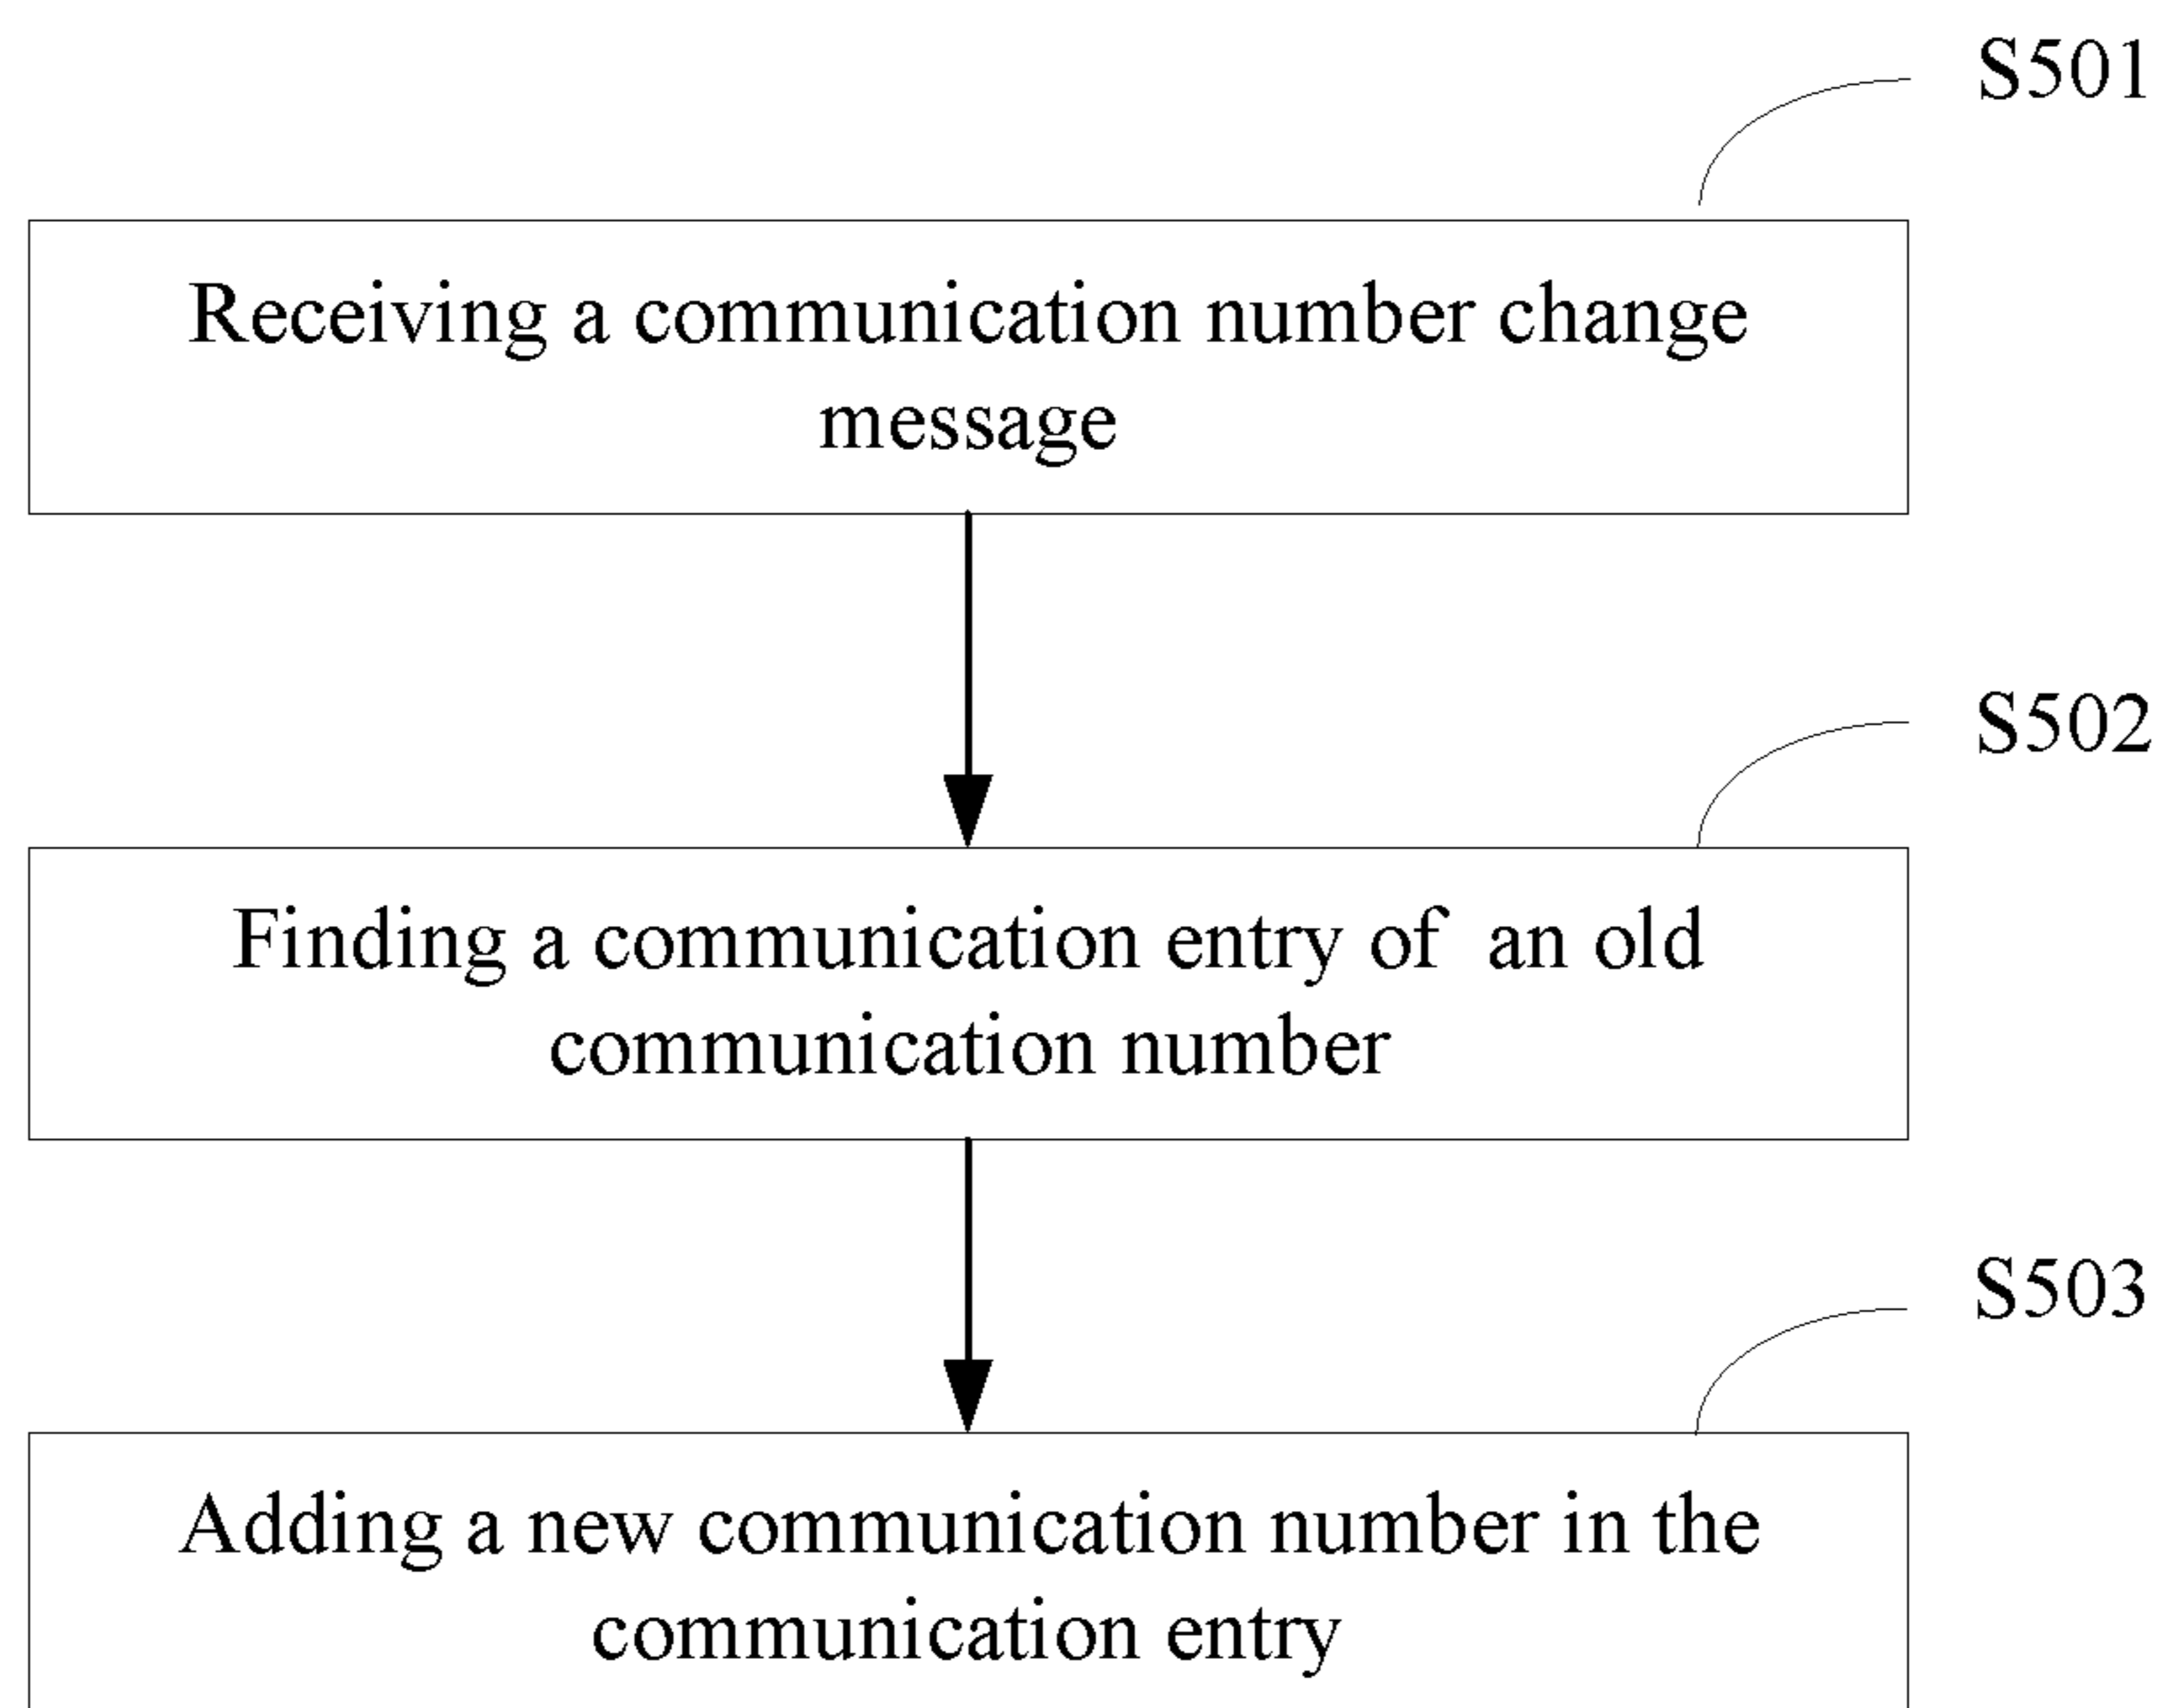 S501
Receiving a communication number change
message
S502
Finding a communication entry of an old
communication number
S503
Adding a new communication number in the
communication entry